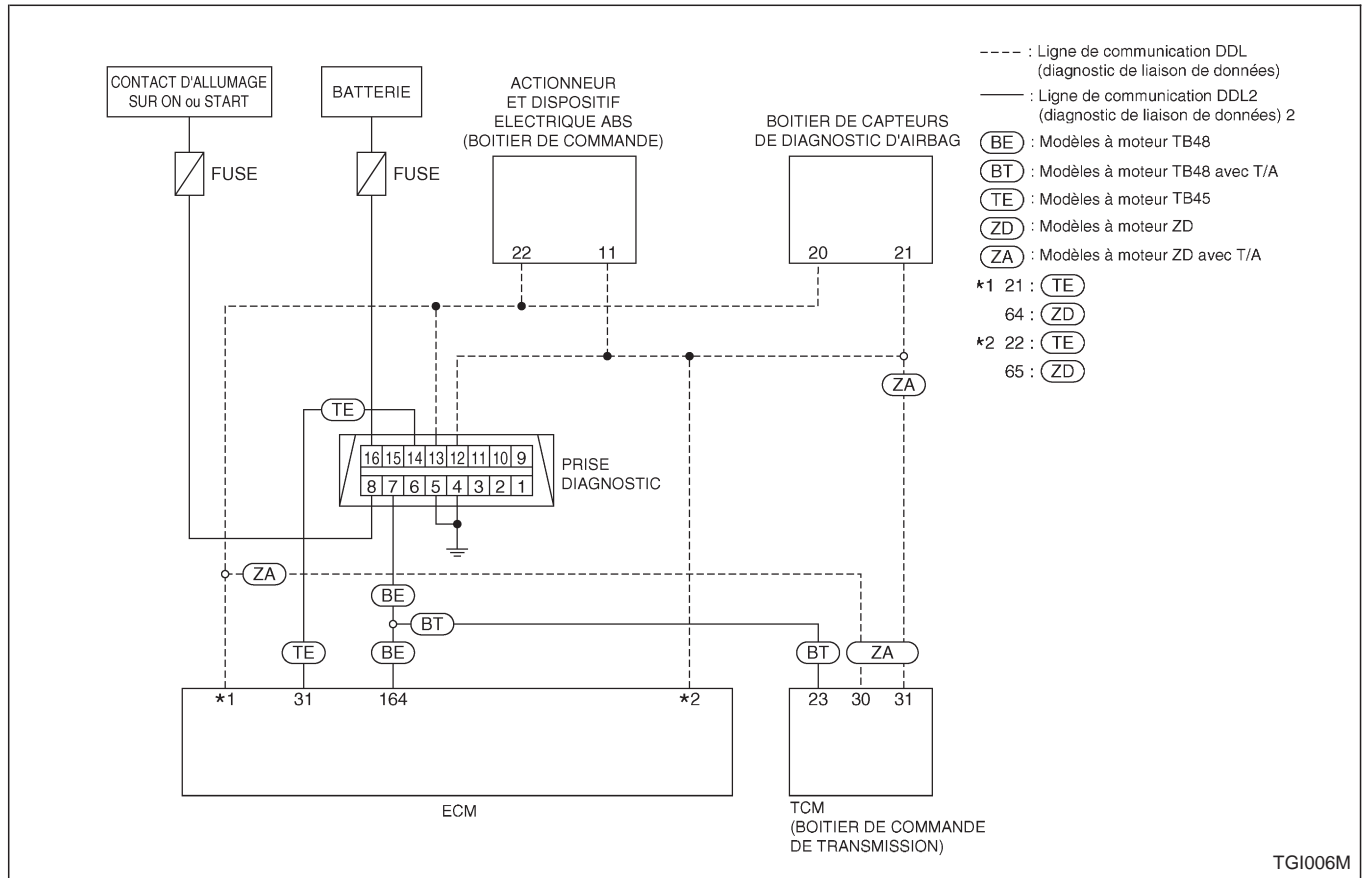 CONTACT D'ALLUMAGE
SUR ON ou START
BATTERIE
ACTIONNEUR
ET DISPOSITIF
ELECTRIQUE ABS
(BOITIER DE COMMANDE)
BOITIER DE CAPTEURS
DE DIAGNOSTIC D'AIRBAG
FUSE
FUSE
22 11
20 21
---- : Ligne de communication DDL
(diagnostic de liaison de données)
: Ligne de communication DDL2
(diagnostic de liaison de données) 2
BE : Modèles à moteur TB48
BT : Modèles à moteur TB48 avec T/A
TE : Modèles à moteur TB45
ZD : Modèles à moteur ZD
ZA : Modèles à moteur ZD avec T/A
*1 21 : TE
64 : ZD
*2 22 : TE
65 : ZD
ZA
TE
16 15 14 13 12 11 10 9
8 7 6 5 4 3 2 1
PRISE
DIAGNOSTIC
ZA
BE
BT
TE
BE
BT
ZA
*1 31 164 *2
23 30 31
ECM
TCM
(BOITIER DE COMMANDE
DE TRANSMISSION)
TGI006M